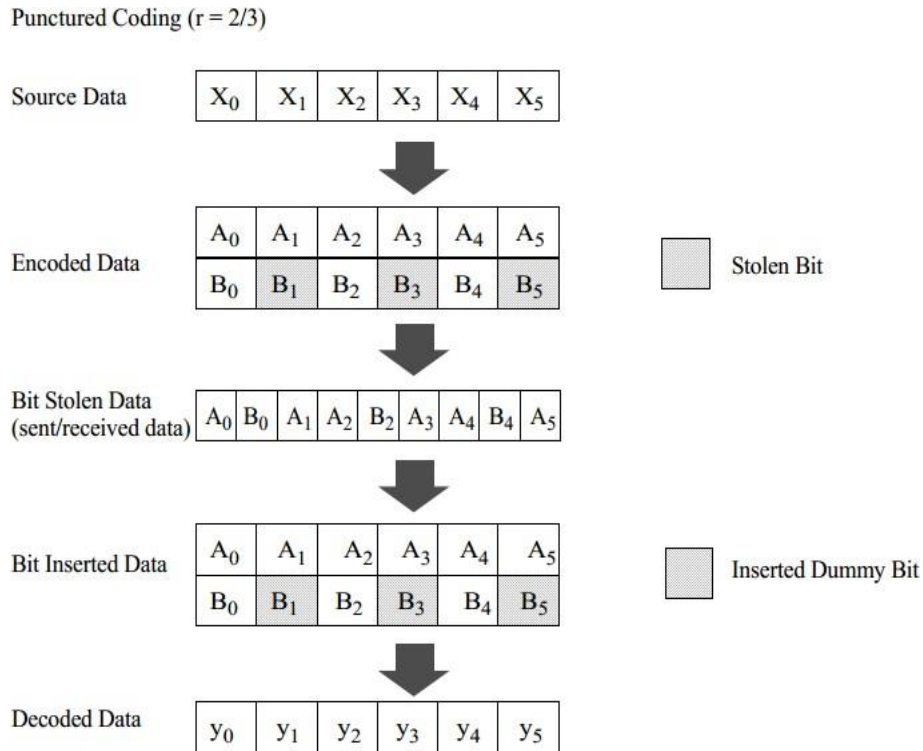 Punctured Coding (r = 2/3)
Source Data X₀ X₁ X₂ X₃ X₄ X₅
Encoded Data
A₀ A₁ A₂ A₃ A₄ A₅
B₀ B₁ B₂ B₃ B₄ B₅
Stolen Bit
Bit Stolen Data
(sent/received data)
A₀ B₀ A₁ A₂ B₂ A₃ A₄ B₄ A₅
Bit Inserted Data
A₀ A₁ A₂ A₃ A₄ A₅
B₀ B₁ B₂ B₃ B₄ B₅
Inserted Dummy Bit
Decoded Data y₀ y₁ y₂ y₃ y₄ y₅